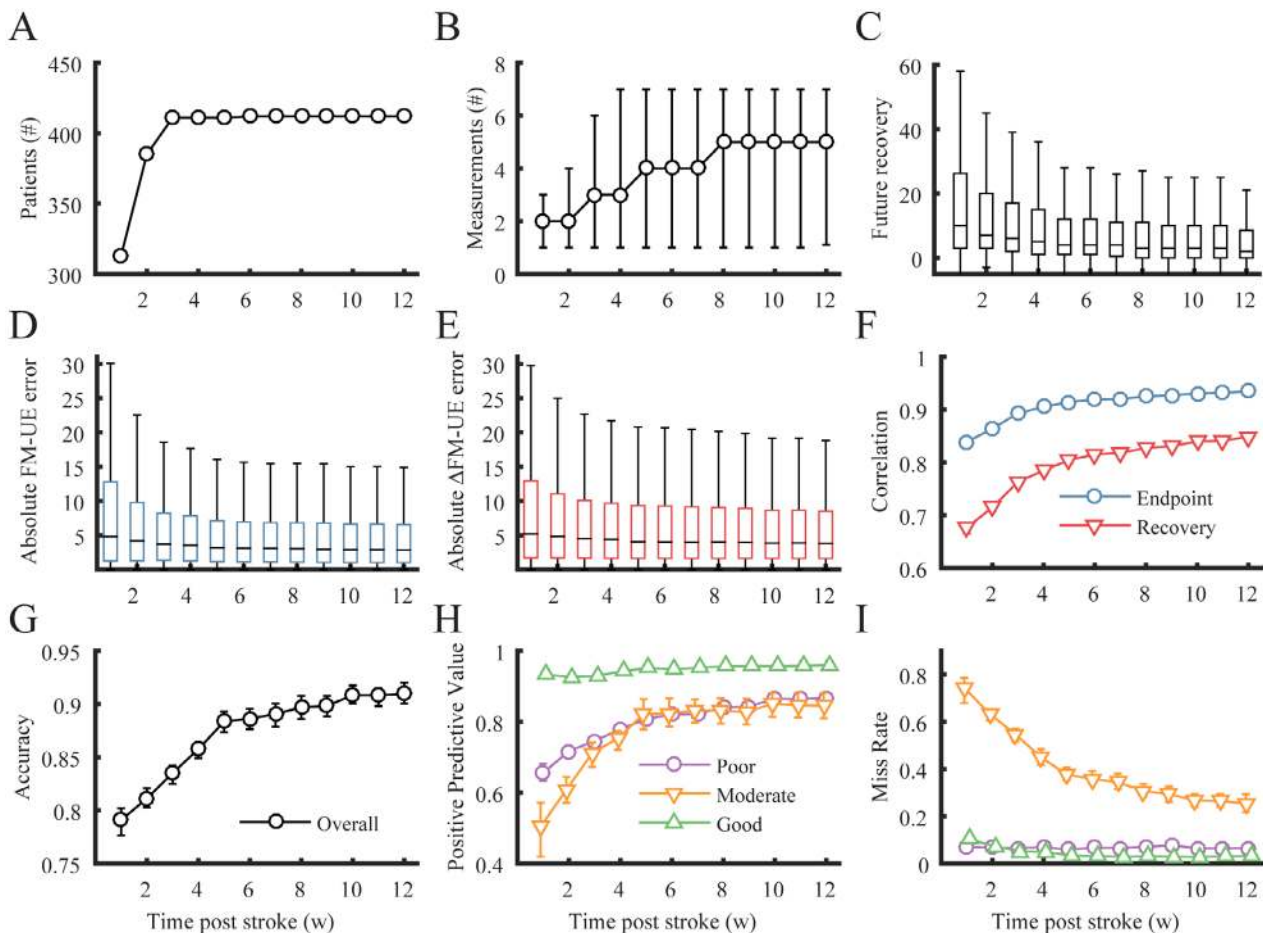 A
B
C
Patients (#)
450
400
350
300
2 4 6 8 10 12
Measurements (#)
8
6
4
2
0
2 4 6 8 10 12
Future recovery
60
40
20
0
2 4 6 8 10 12
D
E
F
Absolute FM-UE error
30
25
20
15
10
5
2 4 6 8 10 12
Absolute ΔFM-UE error
30
25
20
15
10
5
2 4 6 8 10 12
Correlation
1
0.9
0.8
0.7
0.6
Endpoint
Recovery
2 4 6 8 10 12
G
H
I
Accuracy
0.95
0.9
0.85
0.8
0.75
Overall
2 4 6 8 10 12
Time post stroke (w)
Positive Predictive Value
1
0.8
0.6
0.4
Poor
Moderate
Good
2 4 6 8 10 12
Time post stroke (w)
Miss Rate
0.8
0.6
0.4
0.2
0
2 4 6 8 10 12
Time post stroke (w)